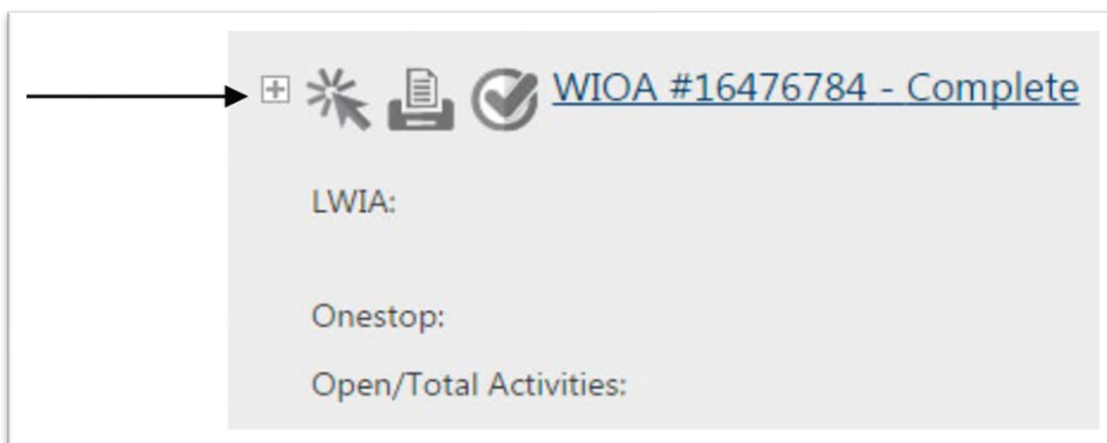 WIOA #16476784 - Complete
LWIA:
Onestop:
Open/Total Activities: